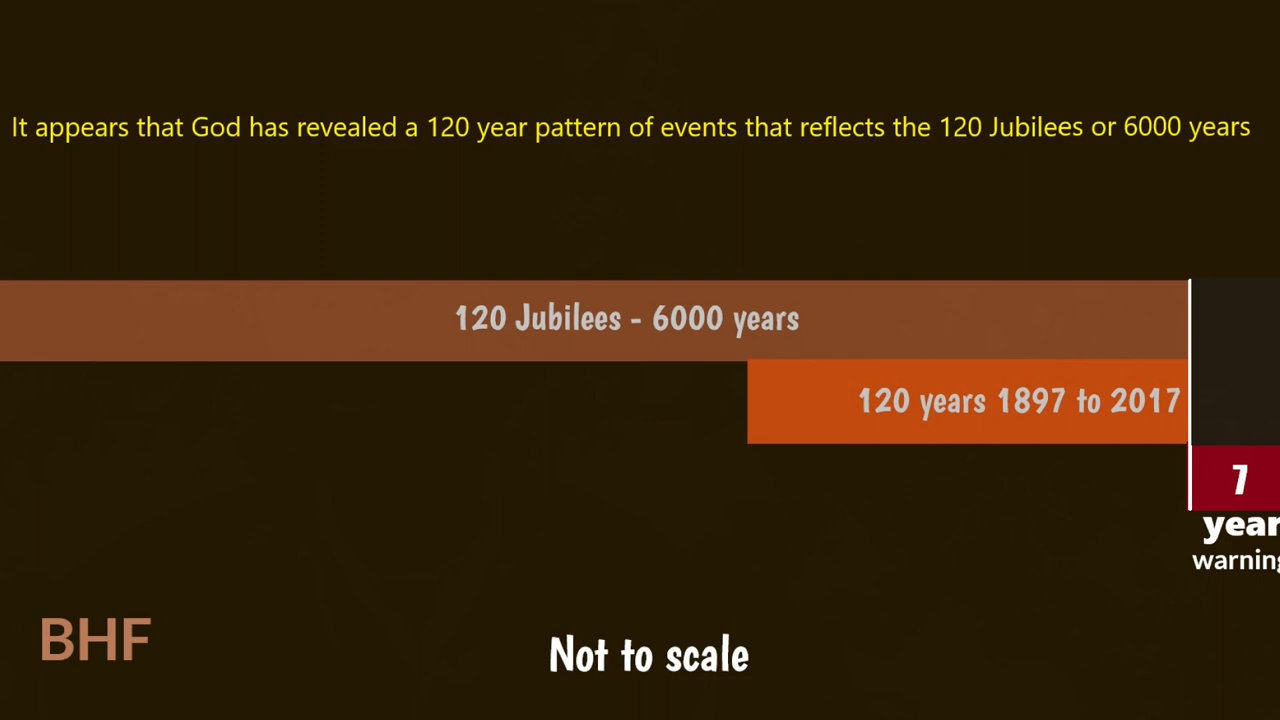 It appears that God has revealed a 120 year pattern of events that reflects the 120 Jubilees or 6000 years
120 Jubilees - 6000 years
120 years 1897 to 2017
7
year
warning
BHF
Not to scale